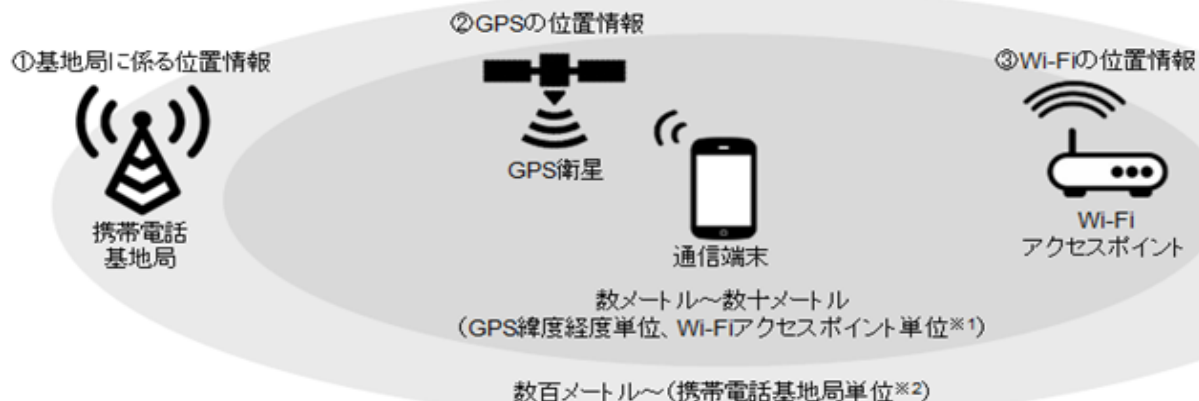 ②GPSの位置情報
①基地局に係る位置情報
③Wi-Fiの位置情報
GPS衛星
携帯電話
基地局
通信端末
Wi-Fi
アクセスポイント
数メートル～数十メートル
（GPS緯度経度単位、Wi-Fiアクセスポイント単位※1）
数百メートル～（携帯電話基地局単位※2）